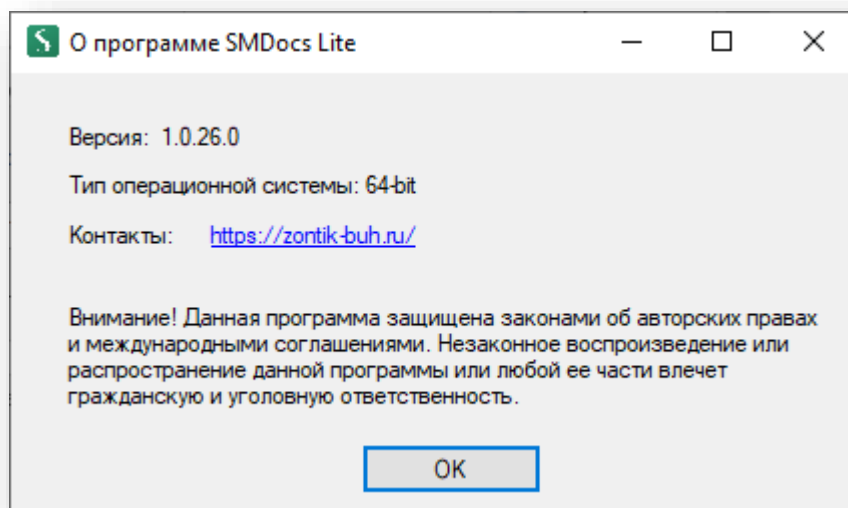 О программе SMDocs Lite
Версия: 1.0.26.0
Тип операционной системы: 64-bit
Контакты: https://zontik-buh.ru/
Внимание! Данная программа защищена законами об авторских правах
и международными соглашениями. Незаконное воспроизведение или
распространение данной программы или любой ее части влечет
гражданскую и уголовную ответственность.
OK